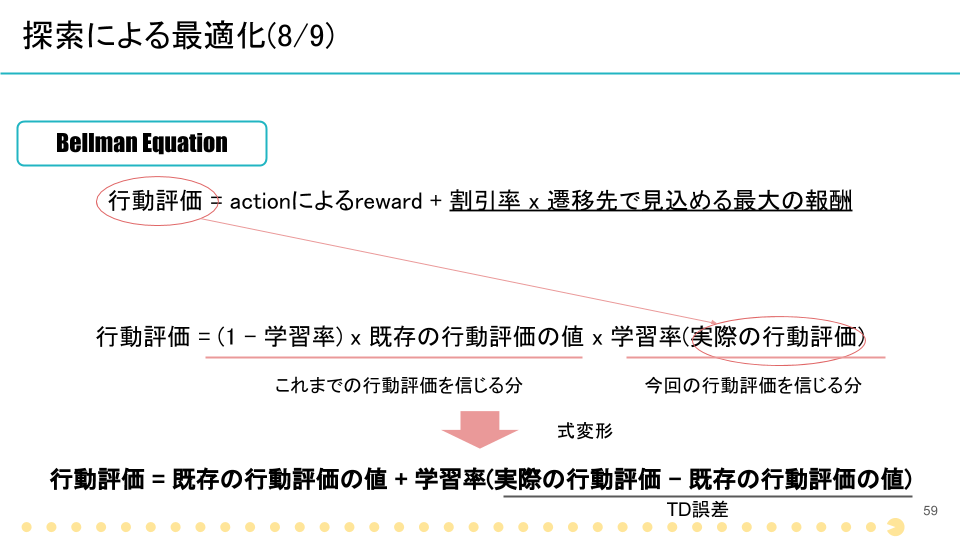 探索による最適化(8/9)
Bellman Equation
行動評価 = actionによるreward + 割引率 x 遷移先で見込める最大の報酬
行動評価 = (1 - 学習率) x 既存の行動評価の値 x 学習率(実際の行動評価)
これまでの行動評価を信じる分 今回の行動評価を信じる分
式変形
行動評価 = 既存の行動評価の値 + 学習率(実際の行動評価 - 既存の行動評価の値)
TD誤差
59